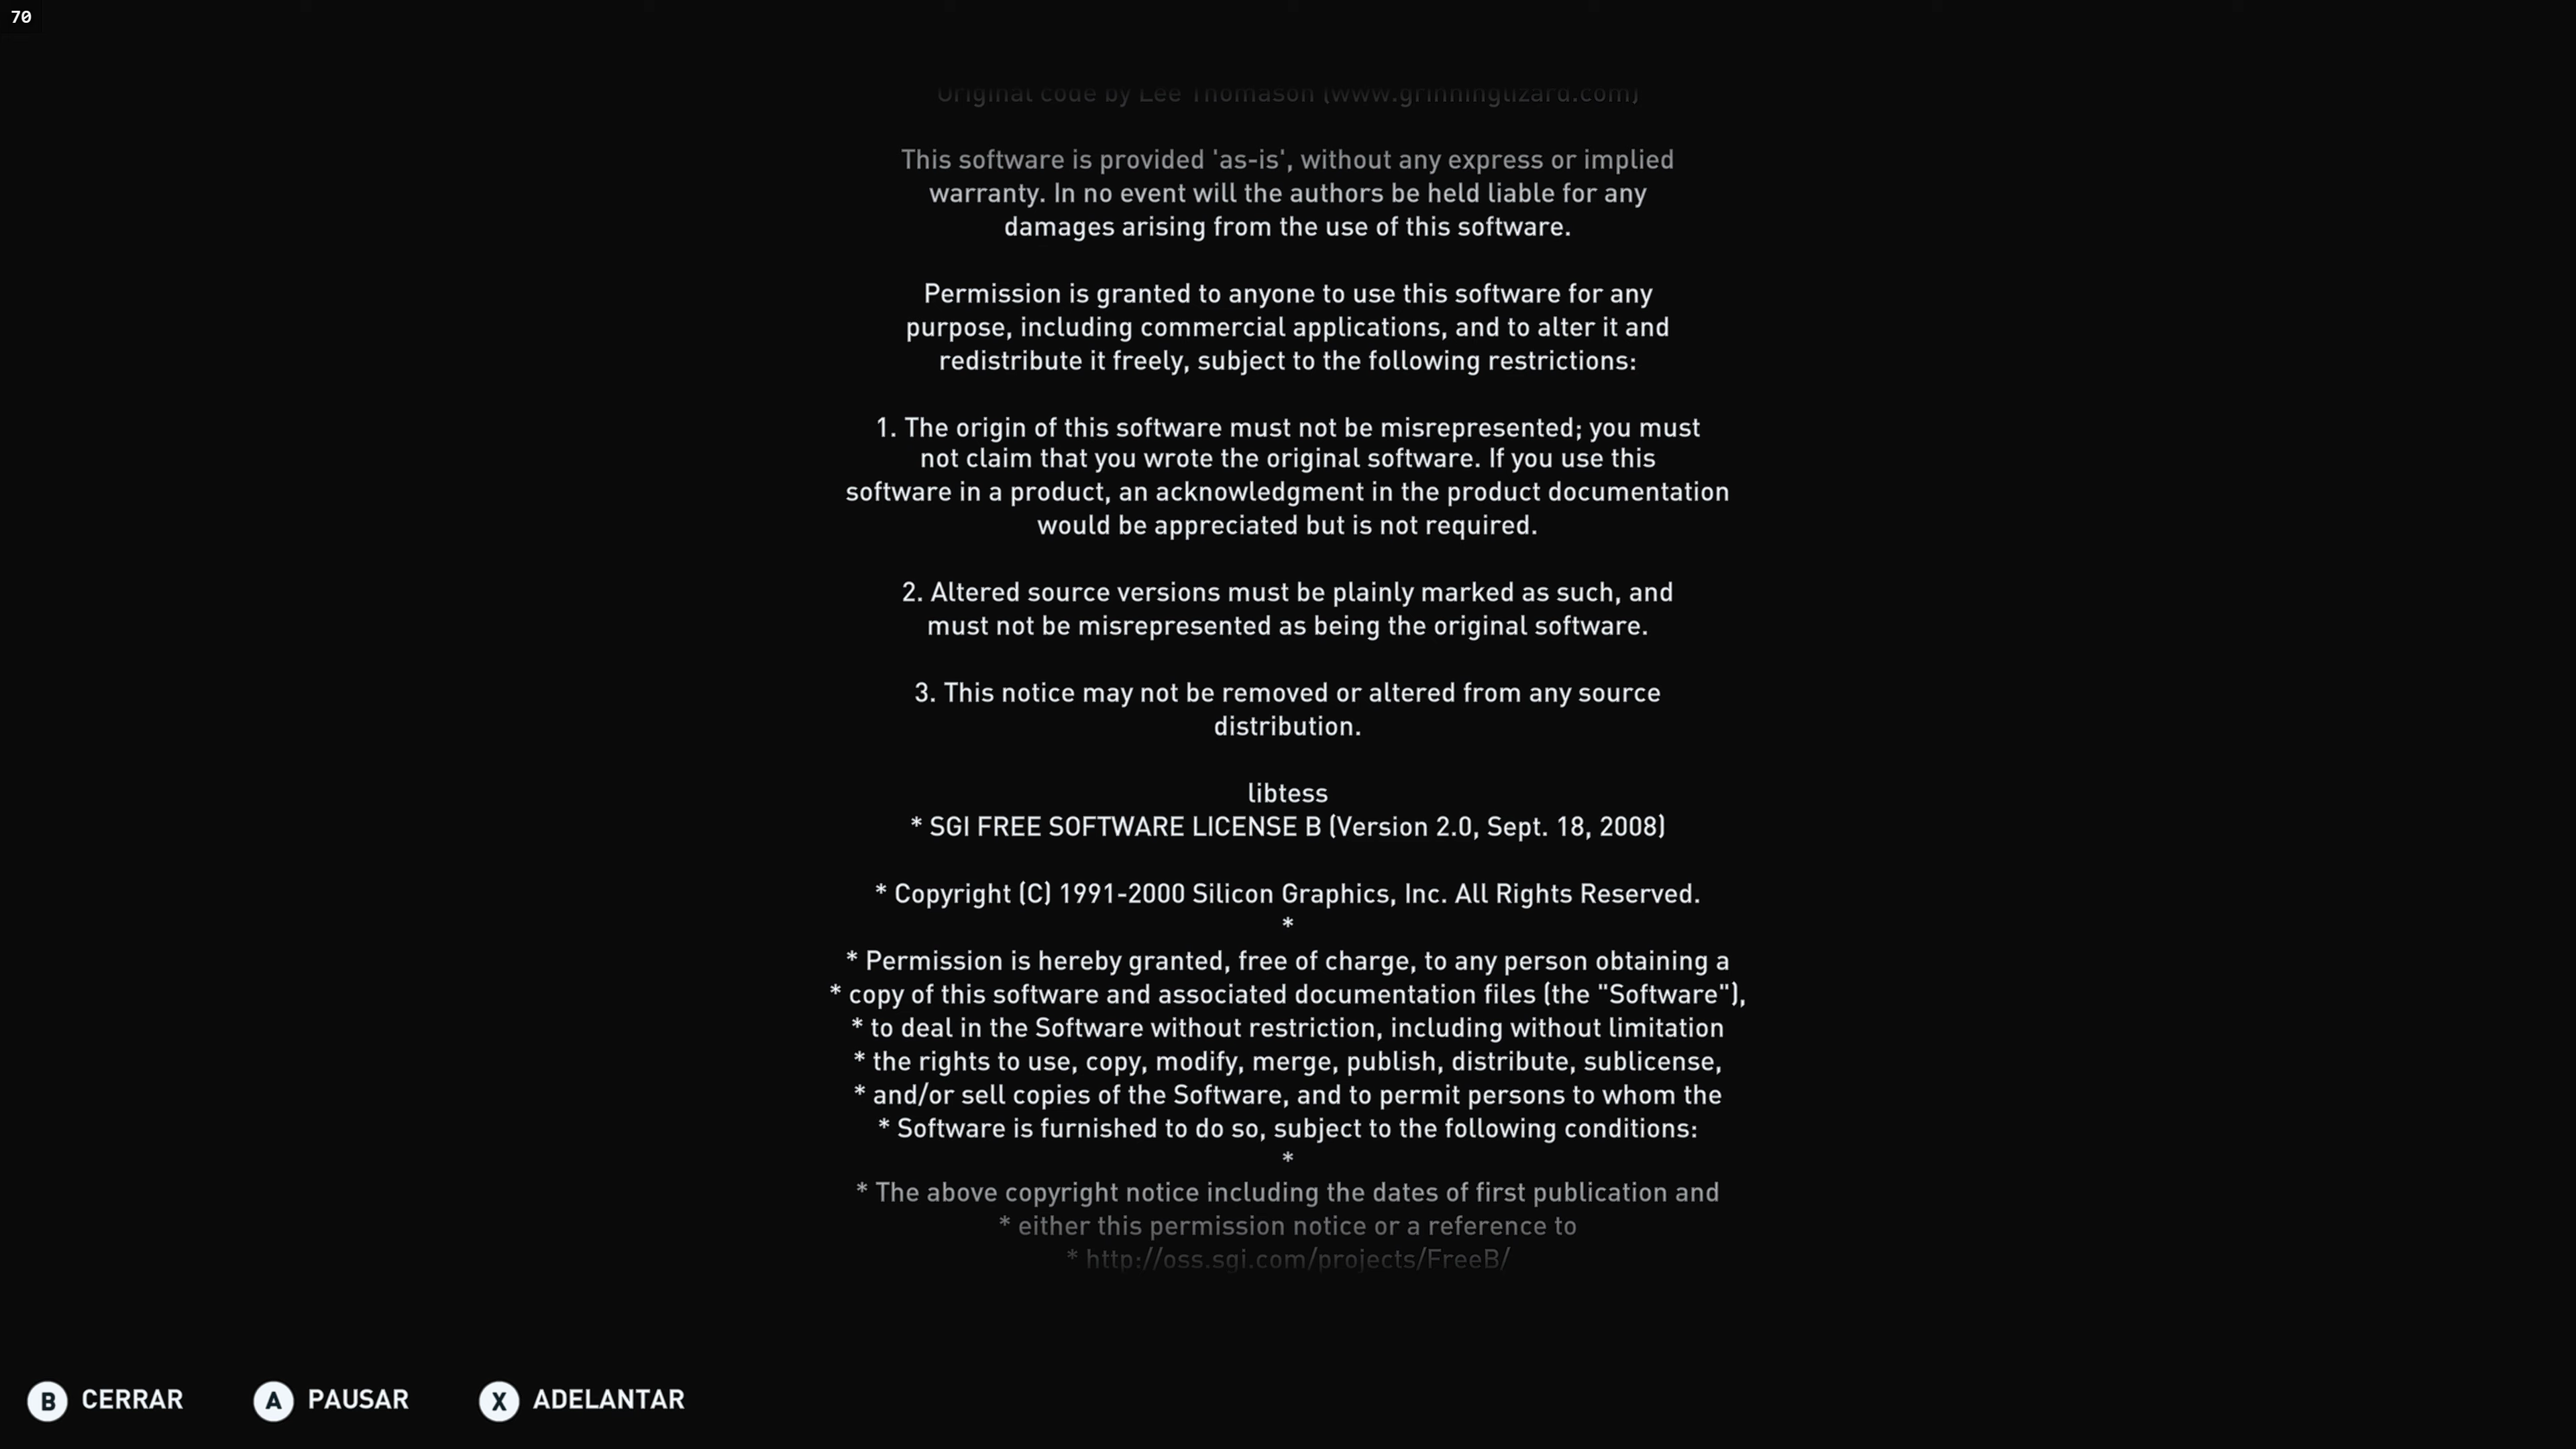 70
Original code by Lee Thomason (www.grinninglizard.com)
This software is provided 'as-is', without any express or implied
warranty. In no event will the authors be held liable for any
damages arising from the use of this software.
Permission is granted to anyone to use this software for any
purpose, including commercial applications, and to alter it and
redistribute it freely, subject to the following restrictions:
1. The origin of this software must not be misrepresented; you must
not claim that you wrote the original software. If you use this
software in a product, an acknowledgment in the product documentation
would be appreciated but is not required.
2. Altered source versions must be plainly marked as such, and
must not be misrepresented as being the original software.
3. This notice may not be removed or altered from any source
distribution.
libtess
* SGI FREE SOFTWARE LICENSE B (Version 2.0, Sept. 18, 2008)
* Copyright (C) 1991-2000 Silicon Graphics, Inc. All Rights Reserved.
*
* Permission is hereby granted, free of charge, to any person obtaining a
* copy of this software and associated documentation files (the "Software"),
* to deal in the Software without restriction, including without limitation
* the rights to use, copy, modify, merge, publish, distribute, sublicense,
* and/or sell copies of the Software, and to permit persons to whom the
* Software is furnished to do so, subject to the following conditions:
*
* The above copyright notice including the dates of first publication and
* either this permission notice or a reference to
* http://oss.sgi.com/projects/FreeB/
B CERRAR A PAUSAR X ADELANTAR